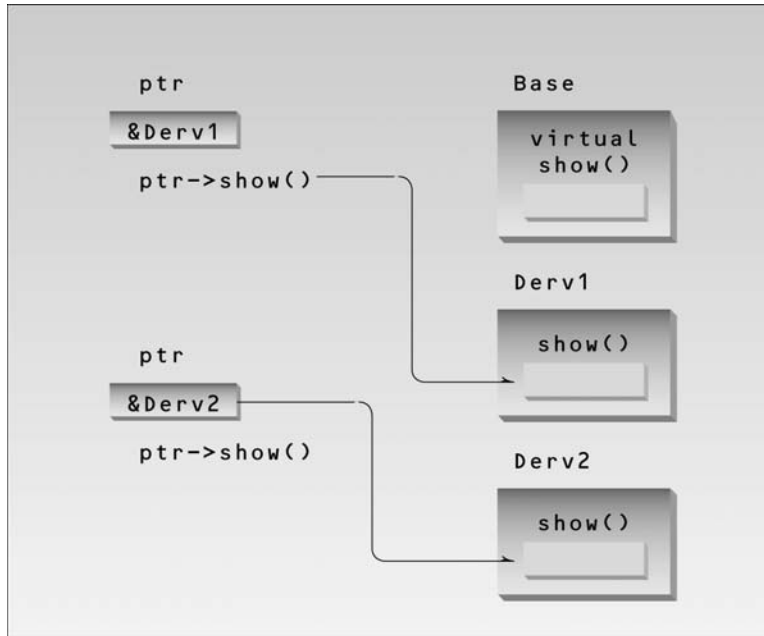 ptr
&Derv1
ptr->show()
ptr
&Derv2
ptr->show()
Base
virtual
show()
Derv1
show()
Derv2
show()